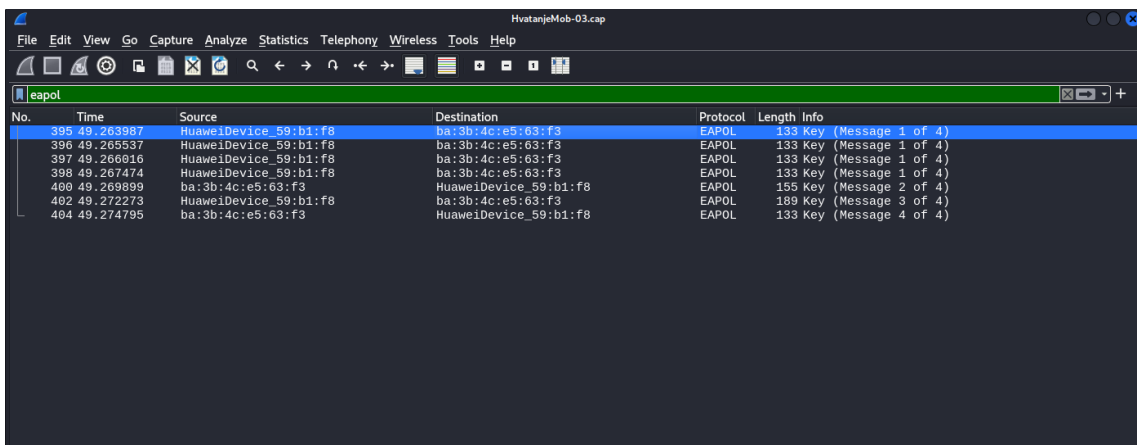 HvatanjeMob-03.cap
File Edit View Go Capture Analyze Statistics Telephony Wireless Tools Help
eapol
No. Time Source Destination Protocol Length Info
395 49.263987 HuaweiDevice_59:b1:f8 ba:3b:4c:e5:63:f3 EAPOL 133 Key (Message 1 of 4)
396 49.265537 HuaweiDevice_59:b1:f8 ba:3b:4c:e5:63:f3 EAPOL 133 Key (Message 1 of 4)
397 49.266016 HuaweiDevice_59:b1:f8 ba:3b:4c:e5:63:f3 EAPOL 133 Key (Message 1 of 4)
398 49.267474 HuaweiDevice_59:b1:f8 ba:3b:4c:e5:63:f3 EAPOL 133 Key (Message 1 of 4)
400 49.269899 ba:3b:4c:e5:63:f3 HuaweiDevice_59:b1:f8 EAPOL 155 Key (Message 2 of 4)
402 49.272273 HuaweiDevice_59:b1:f8 ba:3b:4c:e5:63:f3 EAPOL 189 Key (Message 3 of 4)
404 49.274795 ba:3b:4c:e5:63:f3 HuaweiDevice_59:b1:f8 EAPOL 133 Key (Message 4 of 4)